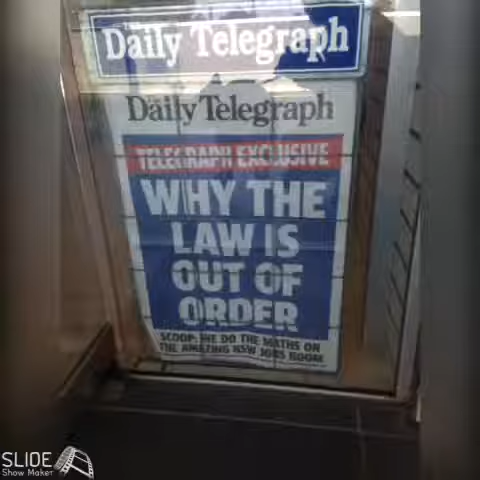 Daily Telegraph
Daily Telegraph
TELEGRAPH EXCLUSIVE
WHY THE
LAW IS
OUT OF
ORDER
SCOOP: WE DO THE MATHS ON
THE AMAZING NSW JOBS BOOM
SLIDE
Show Maker